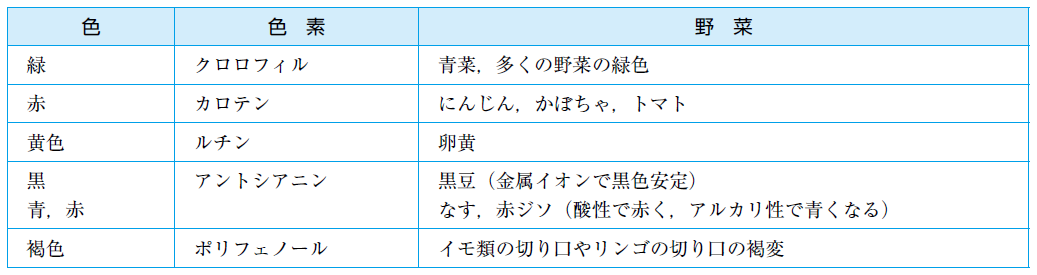 色 色素 野菜
緑 クロロフィル 青菜，多くの野菜の緑色
赤 カロテン にんじん，かぼちゃ，トマト
黄色 ルチン 卵黄
黒 アントシアニン 黒豆（金属イオンで黒色安定）
青，赤 なす，赤ジソ（酸性で赤く，アルカリ性で青くなる）
褐色 ポリフェノール イモ類の切り口やリンゴの切り口の褐変